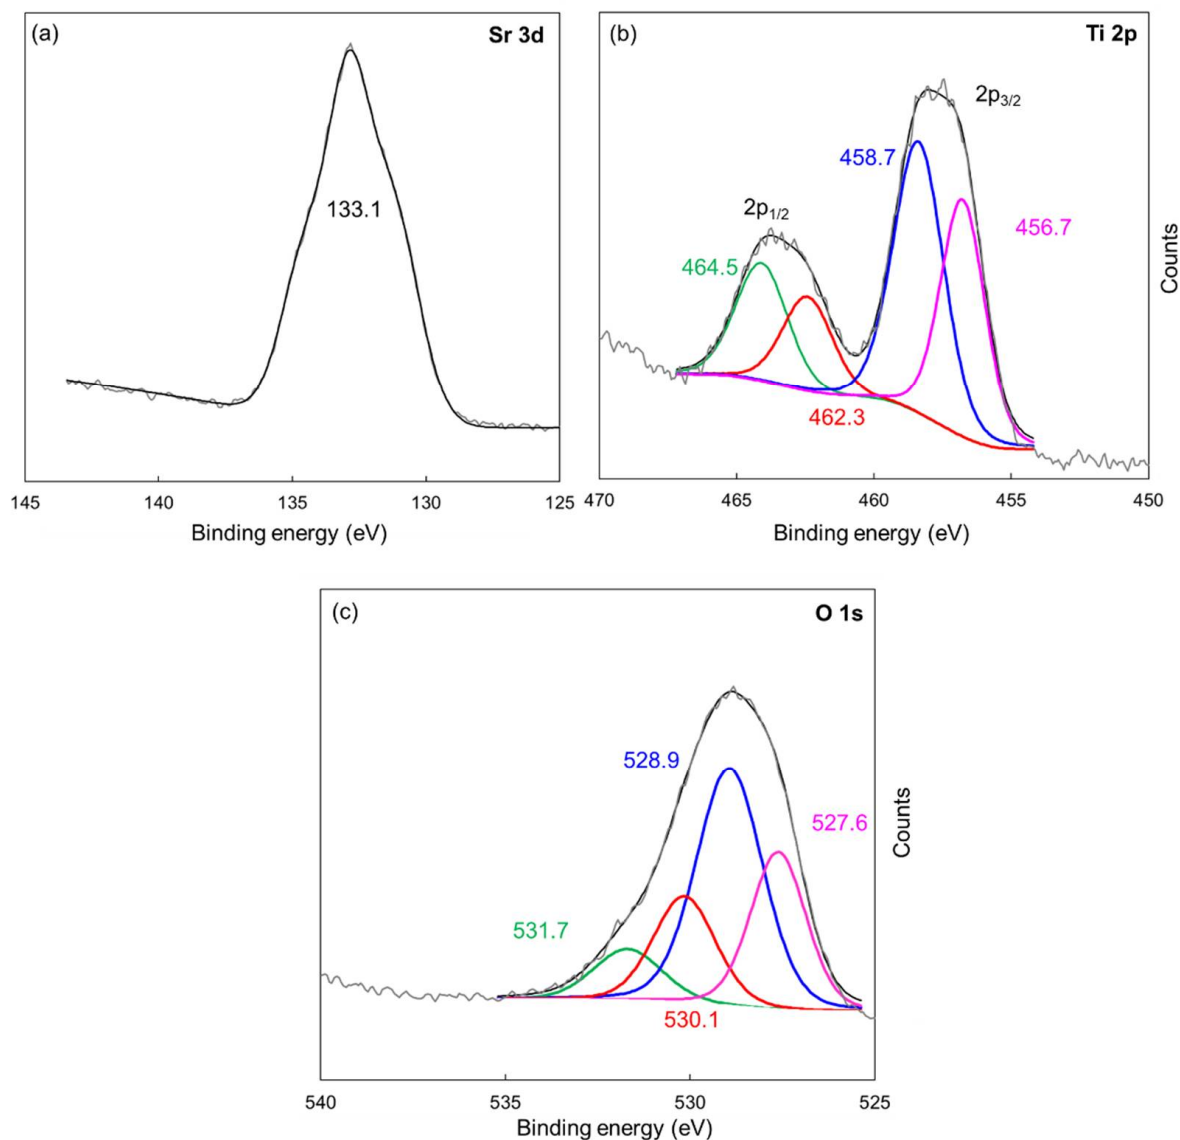 (a)
Sr 3d
133.1
145 140 135 130 125
Binding energy (eV)
(b)
Ti 2p
2p3/2
458.7
456.7
2p1/2
464.5
462.3
Counts
470 465 460 455 450
Binding energy (eV)
(c)
O 1s
528.9
527.6
531.7
530.1
Counts
540 535 530 525
Binding energy (eV)